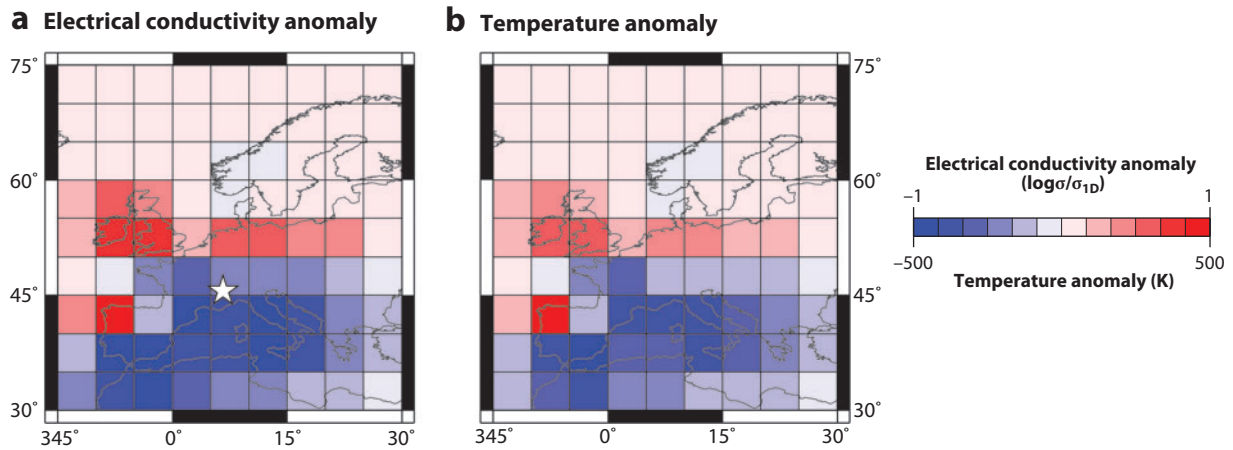 a Electrical conductivity anomaly
b Temperature anomaly
75˚
60˚
45˚
30˚
345˚ 0˚ 15˚ 30˚
75˚
60˚
45˚
30˚
345˚ 0˚ 15˚ 30˚
Electrical conductivity anomaly
(logσ/σ1D)
−1 1
−500 500
Temperature anomaly (K)